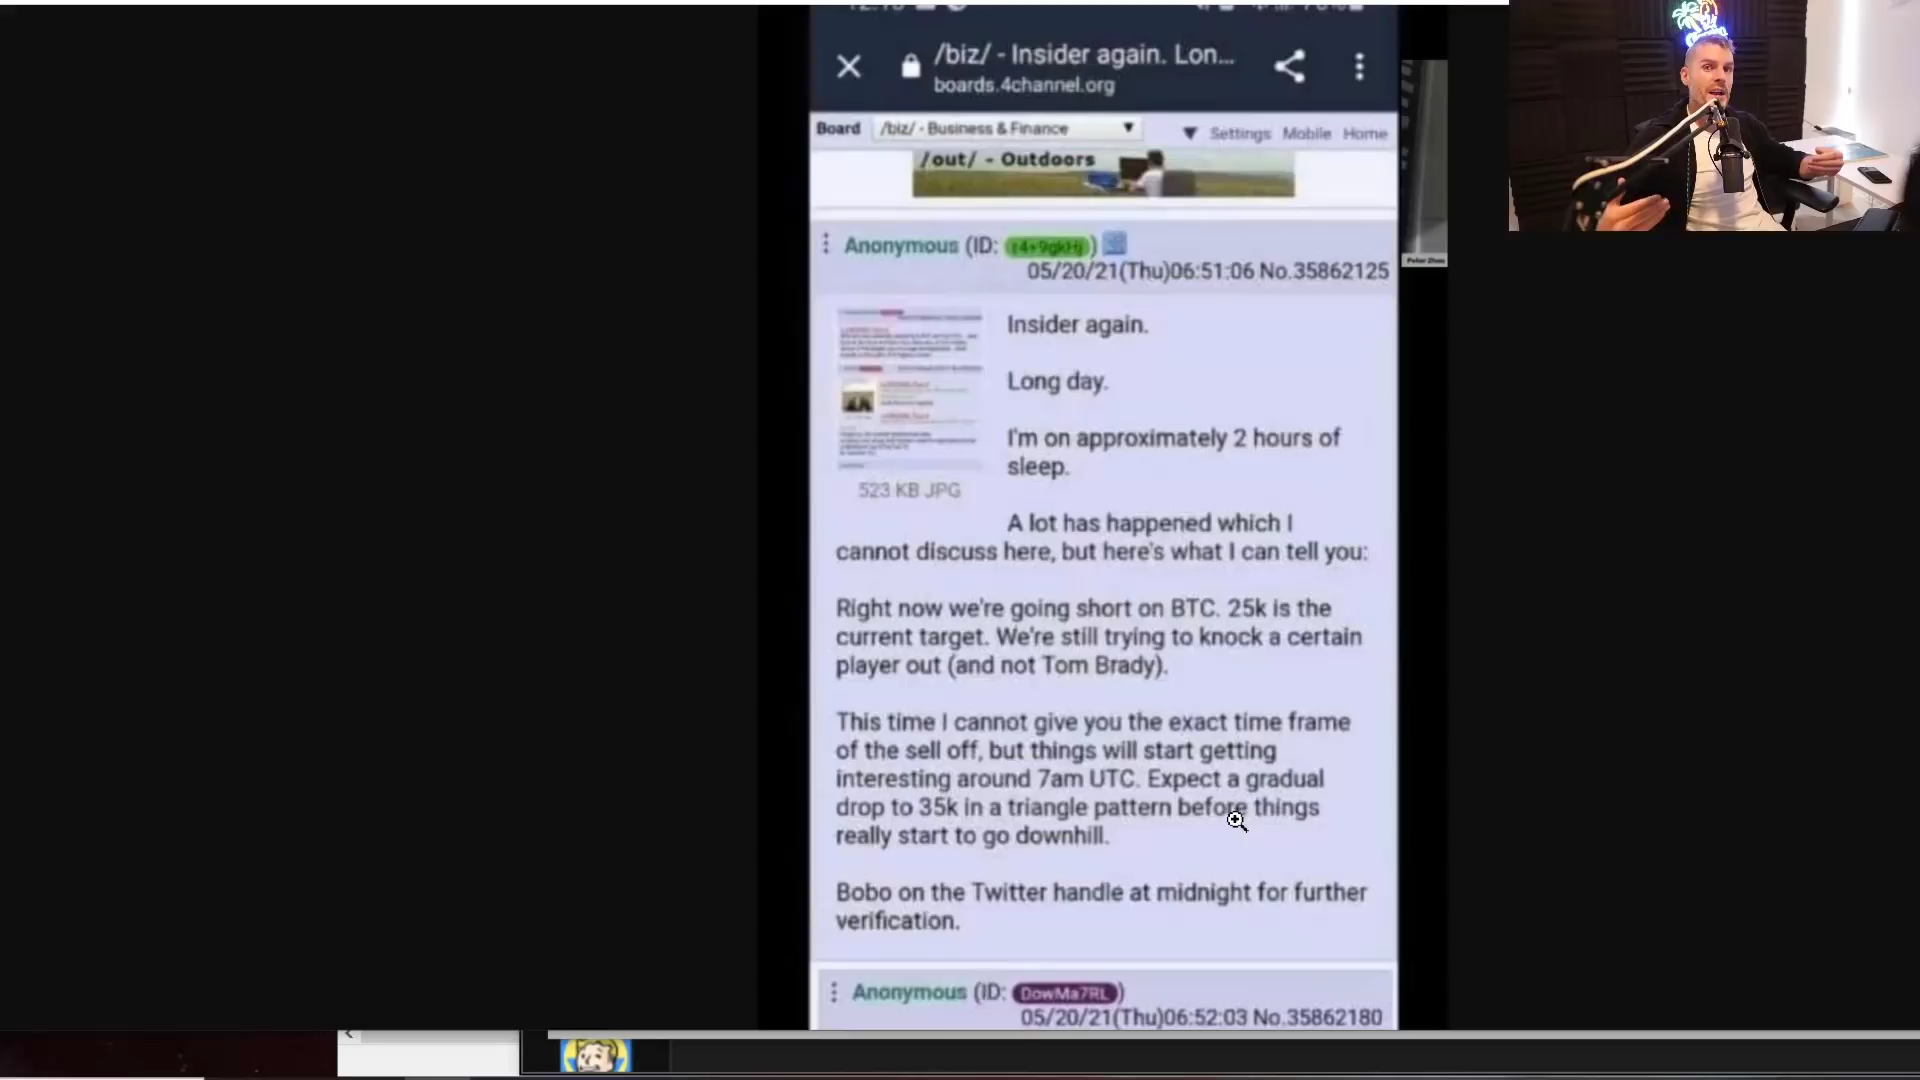 /biz/ - Insider again. Lon...
boards.4channel.org
Board /biz/ - Business & Finance ▼ ▼ Settings Mobile Home
/out/ - Outdoors
Anonymous (ID: r4+9gkHj)
05/20/21(Thu)06:51:06 No.35862125
Insider again.
Long day.
I'm on approximately 2 hours of
sleep.
523 KB JPG
A lot has happened which I
cannot discuss here, but here's what I can tell you:
Right now we're going short on BTC. 25k is the
current target. We're still trying to knock a certain
player out (and not Tom Brady).
This time I cannot give you the exact time frame
of the sell off, but things will start getting
interesting around 7am UTC. Expect a gradual
drop to 35k in a triangle pattern before things
really start to go downhill.
Bobo on the Twitter handle at midnight for further
verification.
Anonymous (ID: DowMa7RL)
05/20/21(Thu)06:52:03 No.35862180